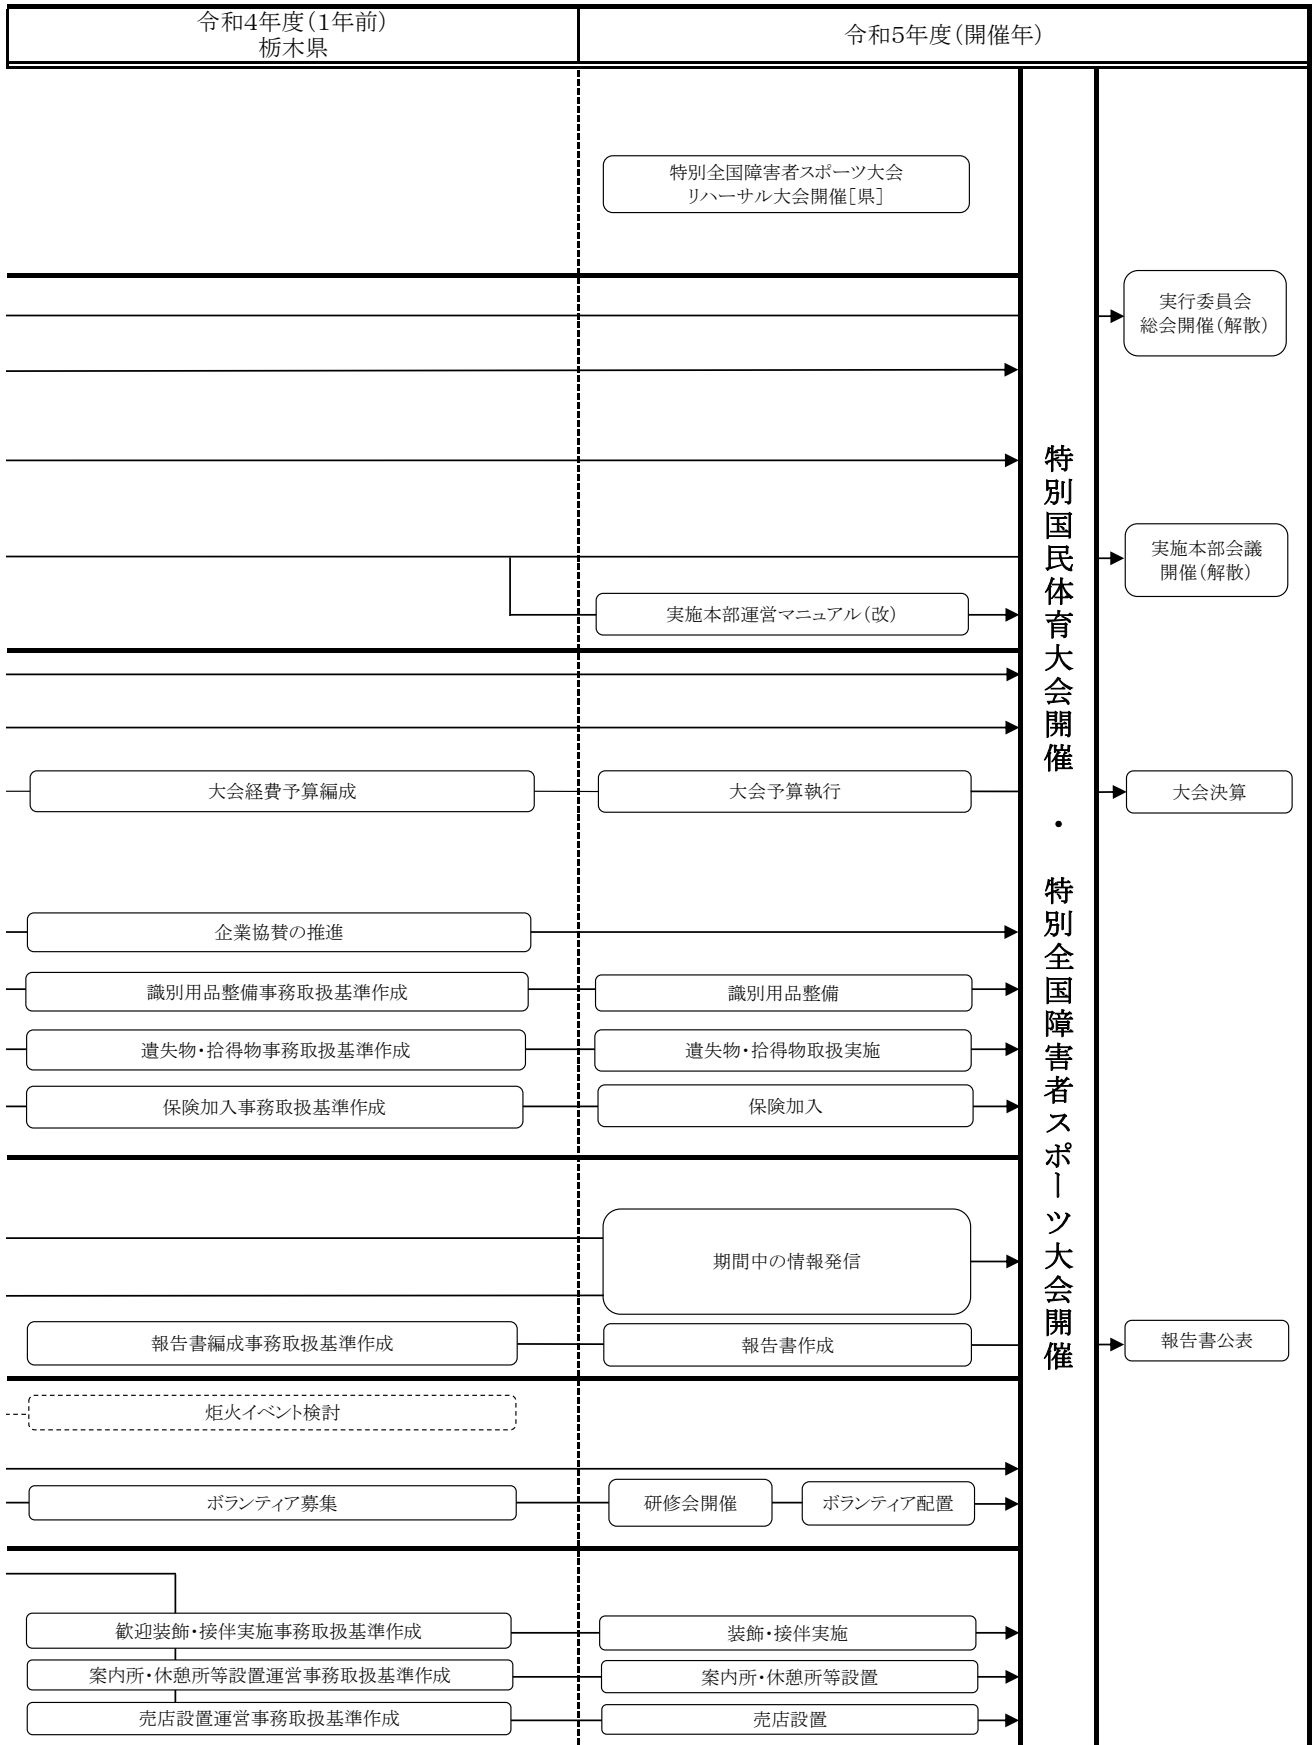 令和4年度（1年前）
栃木県
令和5年度（開催年）
特別全国障害者スポーツ大会
リハーサル大会開催［県］
実行委員会
総会開催（解散）
実施本部会議
開催（解散）
実施本部運営マニュアル（改）
特別国民体育大会開催　・　特別全国障害者スポーツ大会開催
大会経費予算編成
大会予算執行
大会決算
企業協賛の推進
識別用品整備事務取扱基準作成
識別用品整備
遺失物・拾得物事務取扱基準作成
遺失物・拾得物取扱実施
保険加入事務取扱基準作成
保険加入
期間中の情報発信
報告書編成事務取扱基準作成
報告書作成
報告書公表
炬火イベント検討
ボランティア募集
研修会開催
ボランティア配置
歓迎装飾・接伴実施事務取扱基準作成
装飾・接伴実施
案内所・休憩所等設置運営事務取扱基準作成
案内所・休憩所等設置
売店設置運営事務取扱基準作成
売店設置